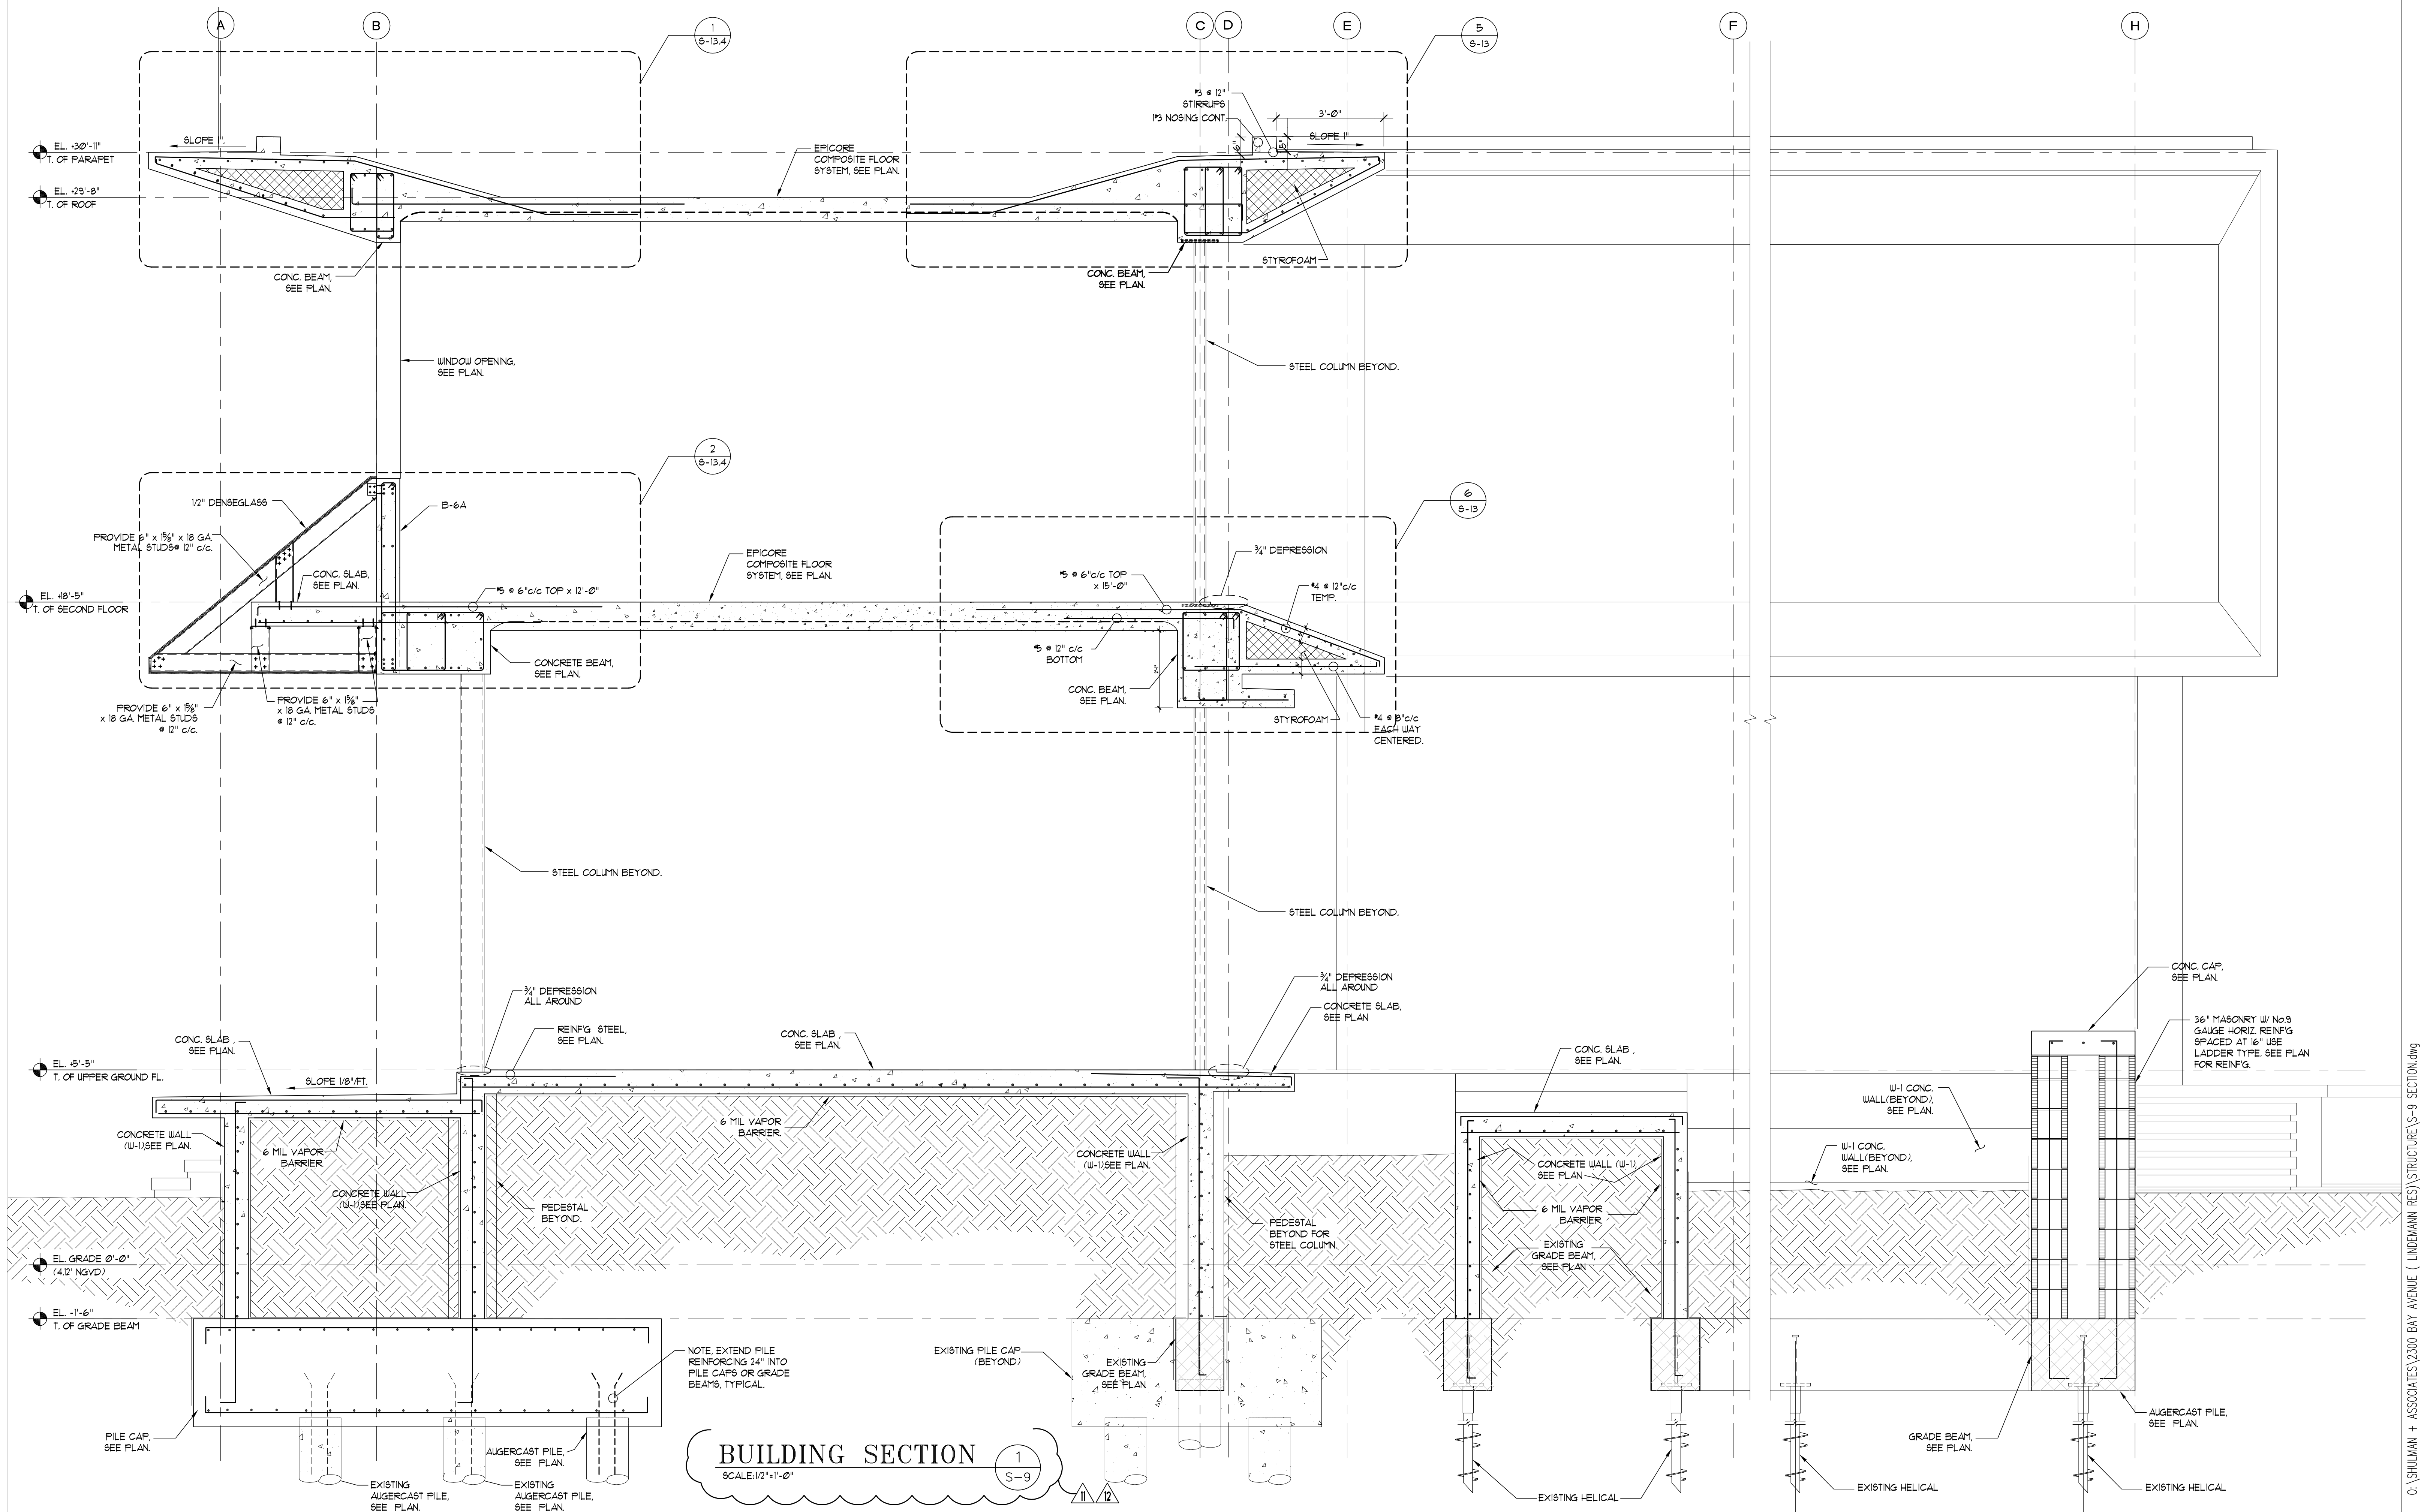 A
B
C
D
E
F
H
1
S-13.4
5
S-13
#3 @ 12"
STIRRUPS
1#3 NOSING CONT.
3'-0"
6"
5"
SLOPE 1"
SLOPE 1"
EL. +30'-11"
T. OF PARAPET
EPICORE
COMPOSITE FLOOR
SYSTEM, SEE PLAN.
EL. +29'-8"
T. OF ROOF
CONC. BEAM,
SEE PLAN.
CONC. BEAM,
SEE PLAN.
STYROFOAM
WINDOW OPENING,
SEE PLAN.
STEEL COLUMN BEYOND.
2
S-13.4
6
S-13
1/2" DENSEGLASS
B-6A
PROVIDE 6" x 1⅝" x 18 GA.
METAL STUDS@ 12" c/c.
CONC. SLAB,
SEE PLAN.
#5 @ 6"c/c TOP x 12'-0"
EPICORE
COMPOSITE FLOOR
SYSTEM, SEE PLAN.
#5 @ 6"c/c TOP
x 15'-0"
¾" DEPRESSION
#4 @ 12"c/c
TEMP.
EL. +18'-5"
T. OF SECOND FLOOR
CONCRETE BEAM,
SEE PLAN.
#5 @ 12" c/c
BOTTOM
CONC. BEAM,
SEE PLAN.
PROVIDE 6" x 1⅝"
x 18 GA. METAL STUDS
@ 12" c/c.
PROVIDE 6" x 1⅝"
x 18 GA. METAL STUDS
@ 12" c/c.
STYROFOAM
#4 @ 8"c/c
EACH WAY
CENTERED.
STEEL COLUMN BEYOND.
STEEL COLUMN BEYOND.
¾" DEPRESSION
ALL AROUND
¾" DEPRESSION
ALL AROUND
CONC. CAP,
SEE PLAN.
REINF'G STEEL,
SEE PLAN.
CONCRETE SLAB,
SEE PLAN
CONC. SLAB ,
SEE PLAN.
CONC. SLAB ,
SEE PLAN.
CONC. SLAB ,
SEE PLAN.
36" MASONRY W/ No.9
GAUGE HORIZ. REINF'G
SPACED AT 16" USE
LADDER TYPE. SEE PLAN
FOR REINF'G.
EL. +5'-5"
T. OF UPPER GROUND FL.
SLOPE 1/8"/FT.
W-1 CONC.
WALL(BEYOND),
SEE PLAN.
CONCRETE WALL
(W-1),SEE PLAN.
6 MIL VAPOR
BARRIER.
6 MIL VAPOR
BARRIER.
CONCRETE WALL
(W-1),SEE PLAN.
CONCRETE WALL (W-1),
SEE PLAN
W-1 CONC.
WALL(BEYOND),
SEE PLAN.
CONCRETE WALL
(W-1),SEE PLAN.
PEDESTAL
BEYOND.
PEDESTAL
BEYOND FOR
STEEL COLUMN.
6 MIL VAPOR
BARRIER.
EXISTING
GRADE BEAM,
SEE PLAN
EL. GRADE 0'-0"
(4.12' NGVD)
EL. -1'-6"
T. OF GRADE BEAM
NOTE, EXTEND PILE
REINFORCING 24" INTO
PILE CAPS OR GRADE
BEAMS, TYPICAL.
EXISTING PILE CAP
(BEYOND)
EXISTING
GRADE BEAM,
SEE PLAN
PILE CAP,
SEE PLAN.
AUGERCAST PILE,
SEE PLAN.
EXISTING
AUGERCAST PILE,
SEE PLAN.
EXISTING
AUGERCAST PILE,
SEE PLAN.
AUGERCAST PILE,
SEE PLAN.
GRADE BEAM,
SEE PLAN.
EXISTING HELICAL
EXISTING HELICAL
EXISTING HELICAL
BUILDING SECTION
SCALE:1/2"=1'-0"
1
S-9
11
12
O:\SHULMAN + ASSOCIATES\2300 BAY AVENUE ( LINDEMANN RES)\STRUCTURE\S-9 SECTION.dwg